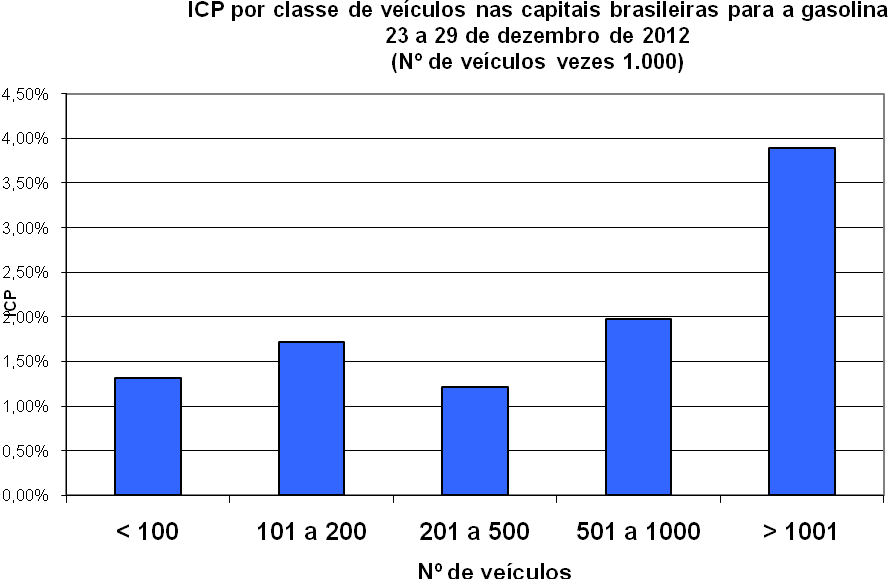 ICP por classe de veículos nas capitais brasileiras para a gasolina
23 a 29 de dezembro de 2012
(Nº de veículos vezes 1.000)
4,50%
4,00%
3,50%
3,00%
2,50%
2,00%
1,50%
1,00%
0,50%
0,00%
ICP
< 100 101 a 200 201 a 500 501 a 1000 > 1001
Nº de veículos